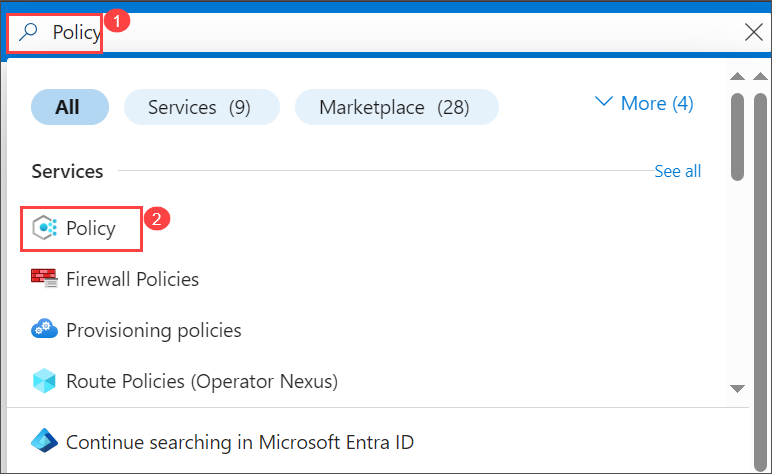 Policy 1
All Services (9) Marketplace (28) More (4)
Services See all
Policy 2
Firewall Policies
Provisioning policies
Route Policies (Operator Nexus)
Continue searching in Microsoft Entra ID